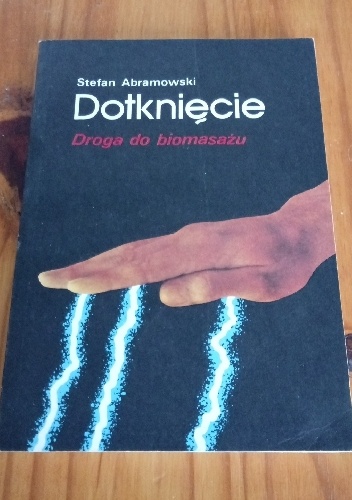 Stefan Abramowski
Dotknięcie
Droga do biomasażu